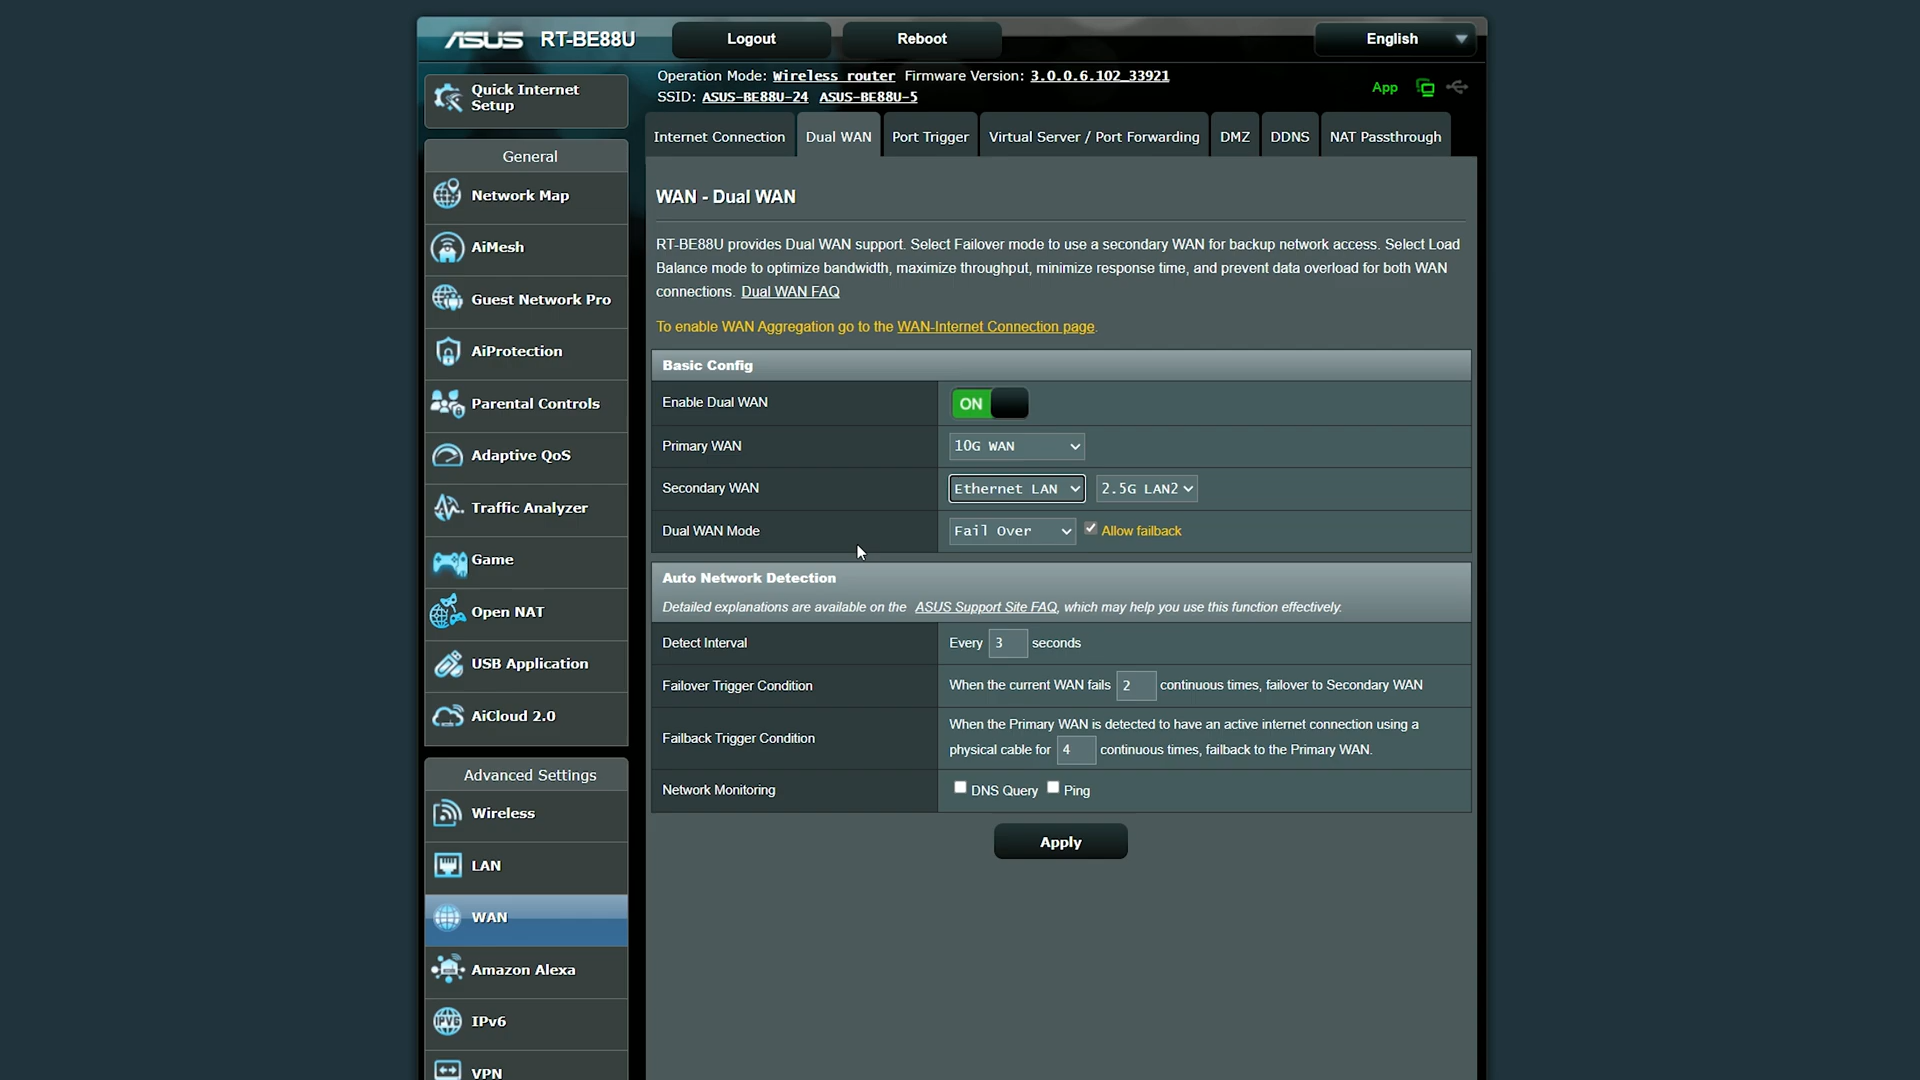 ASUS RT-BE88U Logout Reboot English
Operation Mode: Wireless router Firmware Version: 3.0.0.6.102_33921
SSID: ASUS-BE88U-24 ASUS-BE88U-5
App
Quick Internet
Setup
General
Network Map
AiMesh
Guest Network Pro
AiProtection
Parental Controls
Adaptive QoS
Traffic Analyzer
Game
Open NAT
USB Application
AiCloud 2.0
Advanced Settings
Wireless
LAN
WAN
Amazon Alexa
IPv6
VPN
Internet Connection Dual WAN Port Trigger Virtual Server / Port Forwarding DMZ DDNS NAT Passthrough
WAN - Dual WAN
RT-BE88U provides Dual WAN support. Select Failover mode to use a secondary WAN for backup network access. Select Load
Balance mode to optimize bandwidth, maximize throughput, minimize response time, and prevent data overload for both WAN
connections. Dual WAN FAQ
To enable WAN Aggregation go to the WAN-Internet Connection page.
Basic Config
Enable Dual WAN ON
Primary WAN 10G WAN
Secondary WAN Ethernet LAN 2.5G LAN2
Dual WAN Mode Fail Over Allow failback
Auto Network Detection
Detailed explanations are available on the ASUS Support Site FAQ, which may help you use this function effectively.
Detect Interval Every 3 seconds
Failover Trigger Condition When the current WAN fails 2 continuous times, failover to Secondary WAN
Failback Trigger Condition When the Primary WAN is detected to have an active internet connection using a
physical cable for 4 continuous times, failback to the Primary WAN.
Network Monitoring DNS Query Ping
Apply